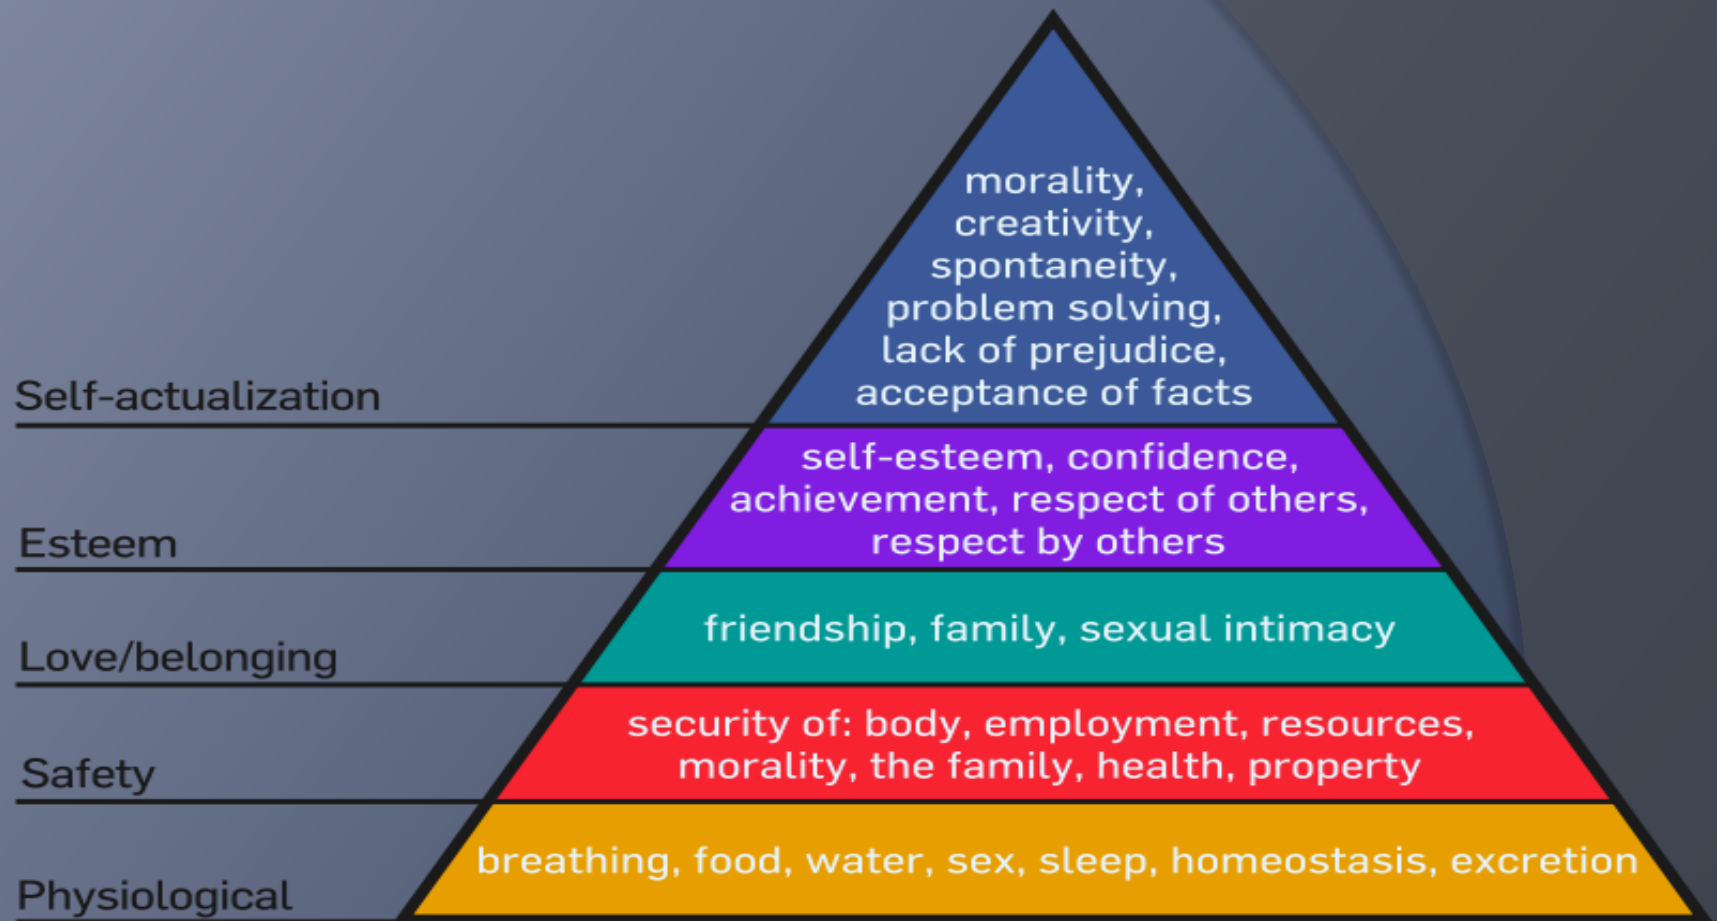 morality,
creativity,
spontaneity,
problem solving,
lack of prejudice,
acceptance of facts
Self-actualization
self-esteem, confidence,
achievement, respect of others,
respect by others
Esteem
friendship, family, sexual intimacy
Love/belonging
security of: body, employment, resources,
morality, the family, health, property
Safety
breathing, food, water, sex, sleep, homeostasis, excretion
Physiological